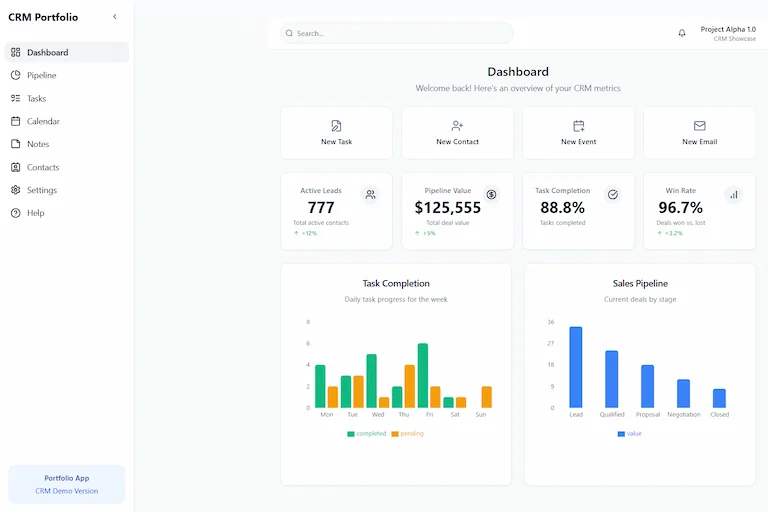 CRM Portfolio
Dashboard
Pipeline
Tasks
Calendar
Notes
Contacts
Settings
Help
Portfolio App
CRM Demo Version
Search...
Project Alpha 1.0
CRM Showcase
Dashboard
Welcome back! Here's an overview of your CRM metrics
New Task
New Contact
New Event
New Email
Active Leads
777
Total active contacts
↑ +12%
Pipeline Value
$125,555
Total deal value
↑ +5%
Task Completion
88.8%
Tasks completed
Win Rate
96.7%
Deals won vs. lost
↑ +3.2%
Task Completion
Daily task progress for the week
8
6
4
2
0
Mon Tue Wed Thu Fri Sat Sun
completed pending
Sales Pipeline
Current deals by stage
36
27
18
9
0
Lead Qualified Proposal Negotiation Closed
value